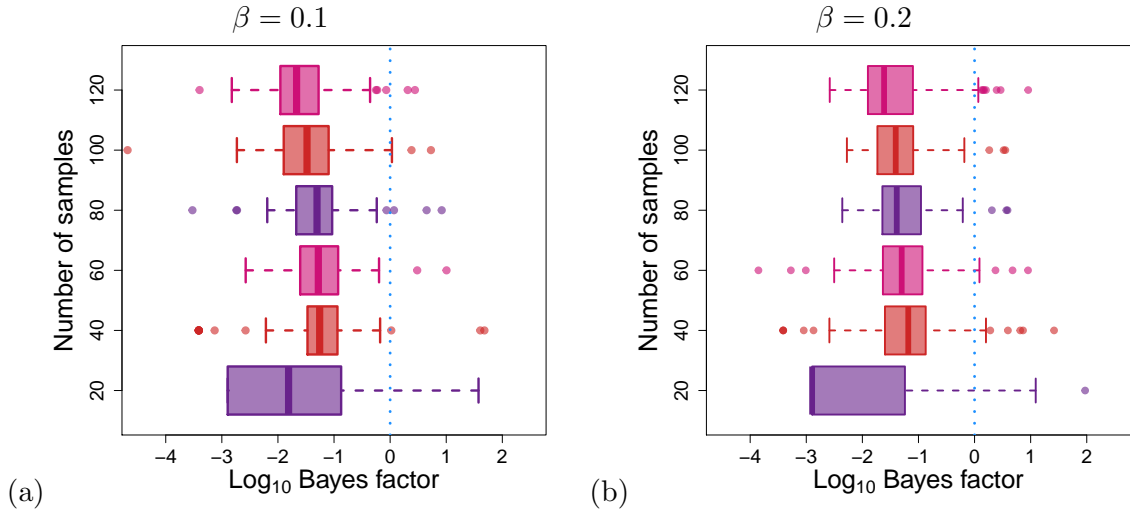 β = 0.1
120
100
80
60
40
20
Number of samples
−4 −3 −2 −1 0 1 2
Log₁₀ Bayes factor
(a)
β = 0.2
120
100
80
60
40
20
Number of samples
−4 −3 −2 −1 0 1 2
Log₁₀ Bayes factor
(b)